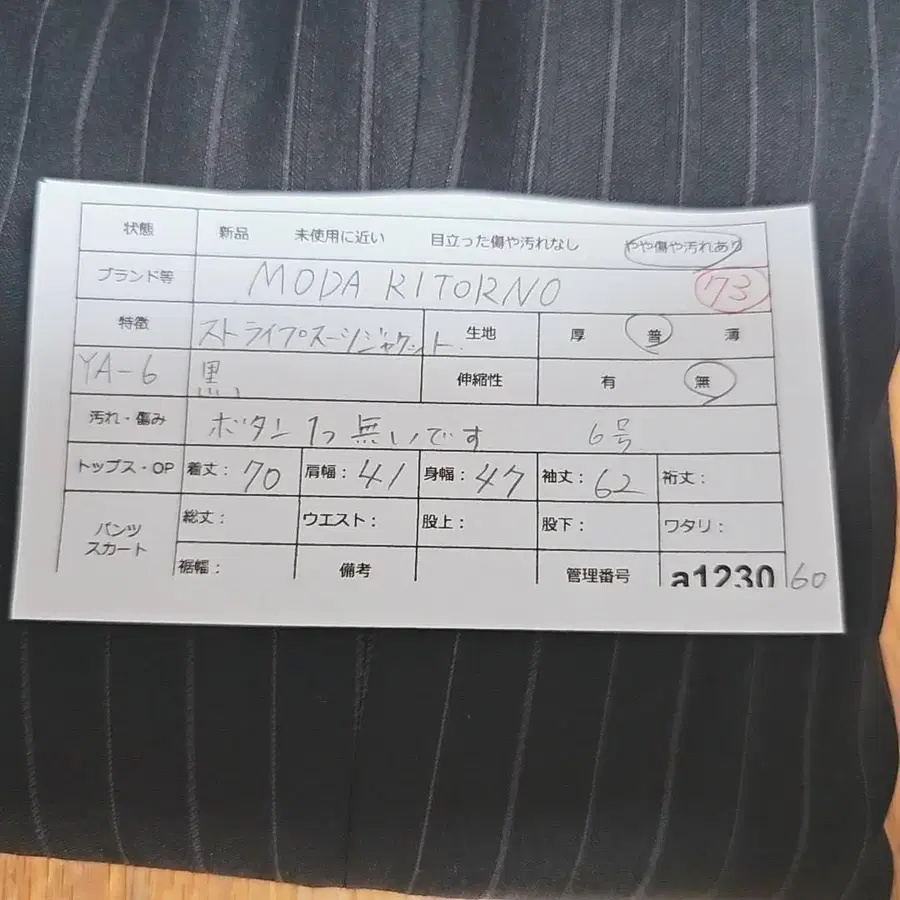 状態 新品 未使用に近い 目立った傷や汚れなし やや傷や汚れあり
ブランド等 MODA RITORNO 73
特徴 ストライプスーツジャケット 生地 厚 普 薄
YA-6 黒 伸縮性 有 無
汚れ・傷み ボタン1つ無いです 6号
トップス・OP 着丈: 70 肩幅: 41 身幅: 47 袖丈: 62 裄丈:
パンツ スカート 総丈: ウエスト: 股上: 股下: ワタリ:
裾幅: 備考 管理番号 a1230 60